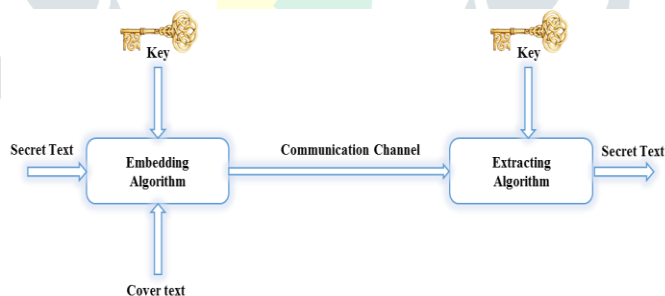 Key
Key
Secret Text
Embedding
Algorithm
Communication Channel
Extracting
Algorithm
Secret Text
Cover text